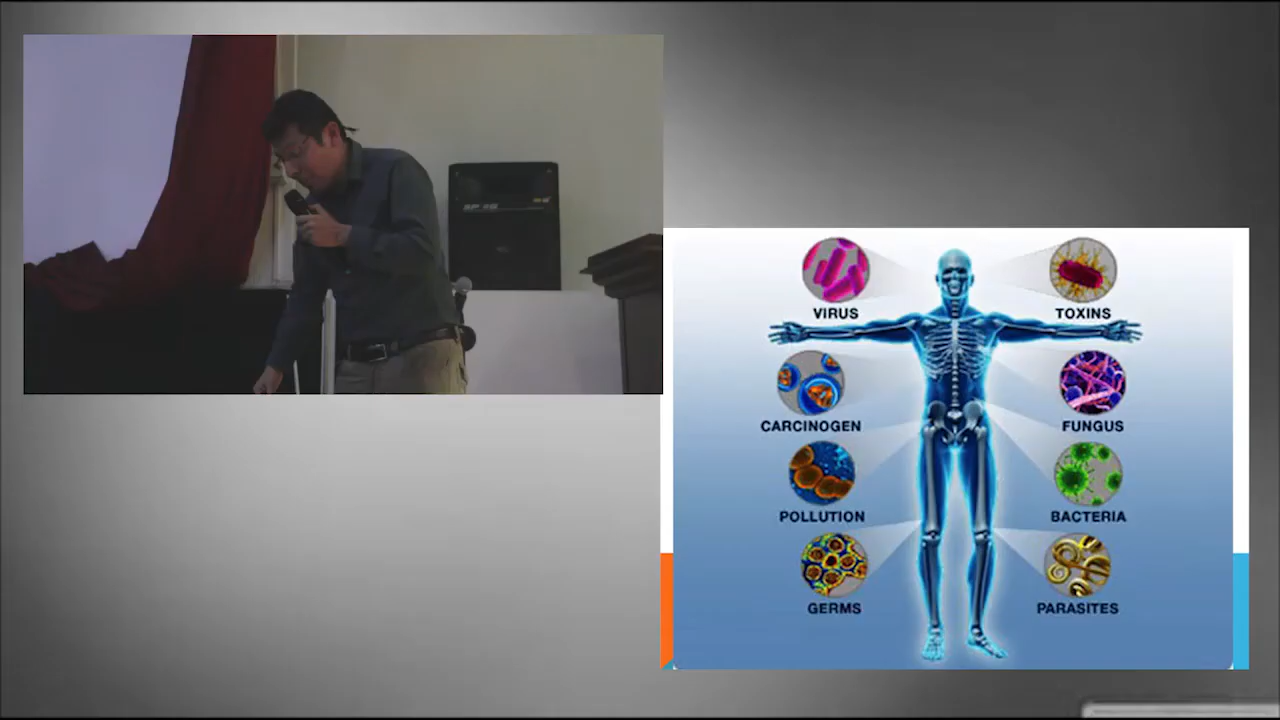 VIRUS
TOXINS
CARCINOGEN
FUNGUS
POLLUTION
BACTERIA
GERMS
PARASITES